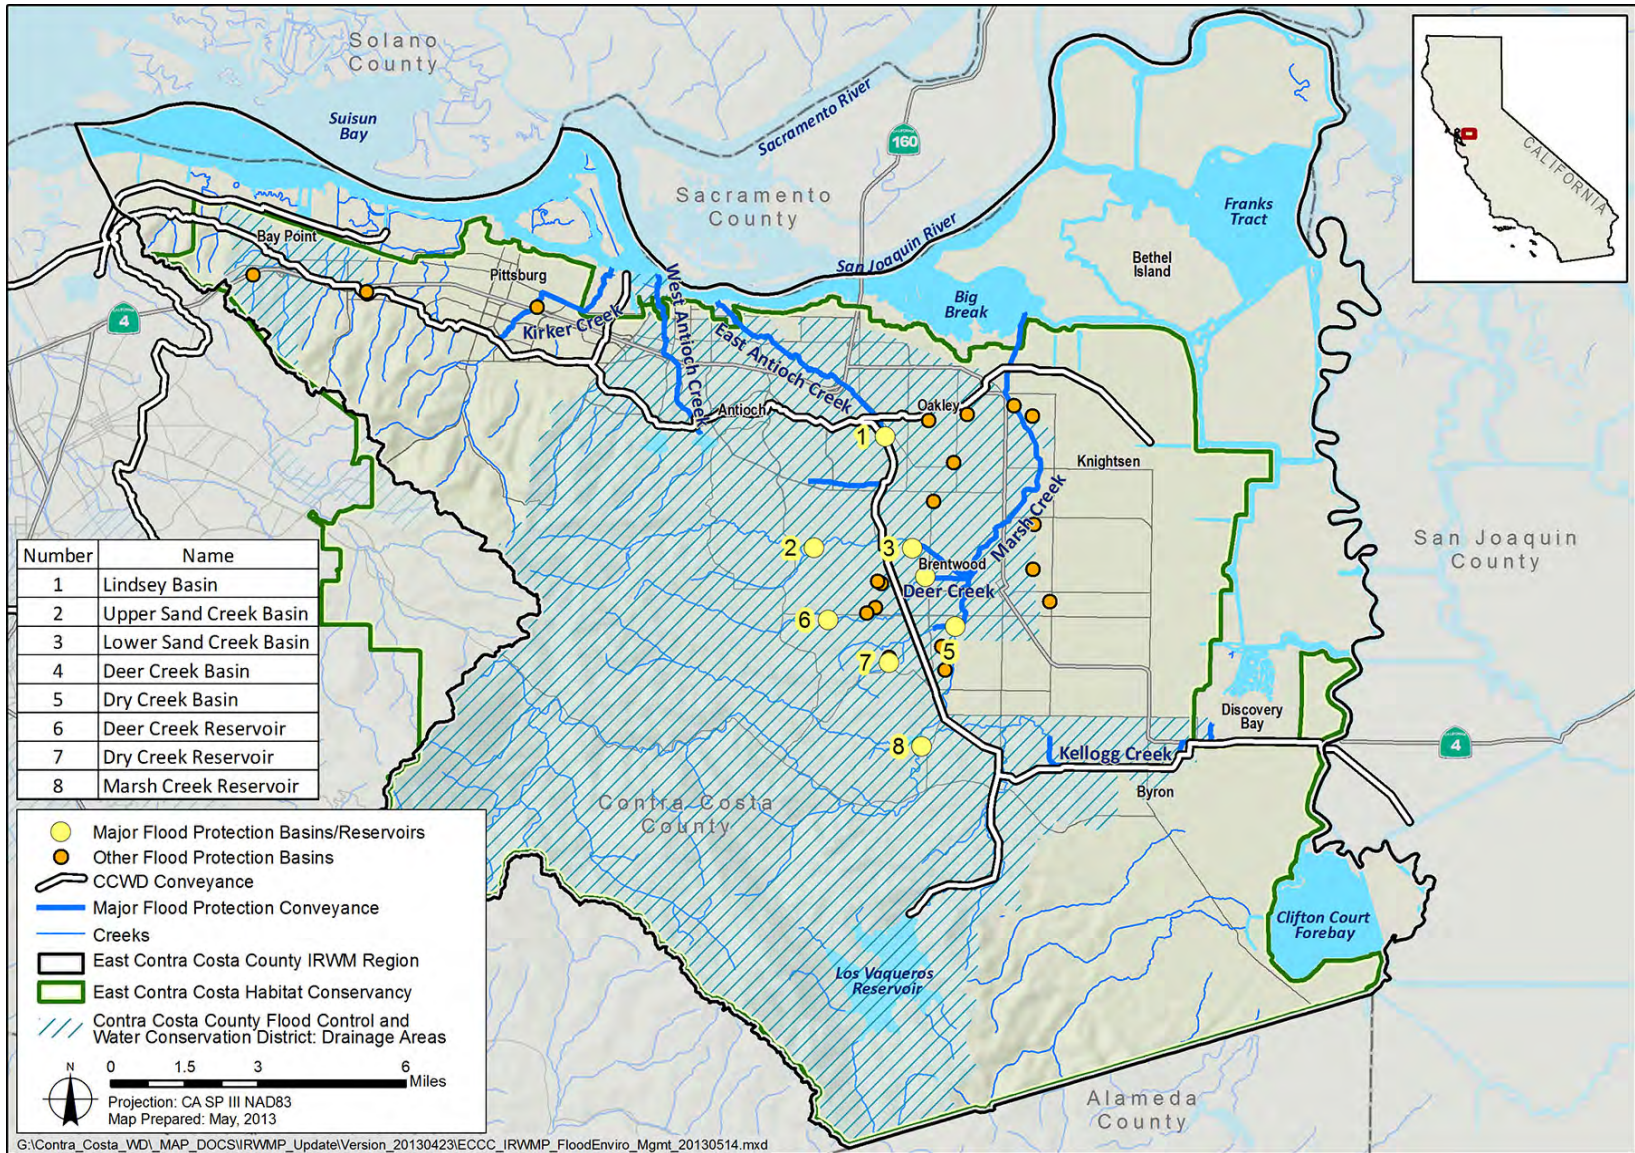 Solano
County
Suisun
Bay
Sacramento River
160
Sacramento
County
San Joaquin River
Franks
Tract
Bethel
Island
Big
Break
CALIFORNIA
Bay Point
Pittsburg
Kirker Creek
West Antioch Creek
East Antioch Creek
4
Antioch
Oakley
1
Knightsen
Marsh Creek
San Joaquin
County
2
3
Brentwood
Deer Creek
6
5
7
Discovery
Bay
8
Kellogg Creek
4
Byron
Contra Costa
County
Clifton Court
Forebay
Los Vaqueros
Reservoir
Alameda
County
Number Name
1 Lindsey Basin
2 Upper Sand Creek Basin
3 Lower Sand Creek Basin
4 Deer Creek Basin
5 Dry Creek Basin
6 Deer Creek Reservoir
7 Dry Creek Reservoir
8 Marsh Creek Reservoir
Major Flood Protection Basins/Reservoirs
Other Flood Protection Basins
CCWD Conveyance
Major Flood Protection Conveyance
Creeks
East Contra Costa County IRWM Region
East Contra Costa Habitat Conservancy
Contra Costa County Flood Control and
Water Conservation District: Drainage Areas
N
0 1.5 3 6
Miles
Projection: CA SP III NAD83
Map Prepared: May, 2013
G:\Contra_Costa_WD\_MAP_DOCS\IRWMP_Update\Version_20130423\ECCC_IRWMP_FloodEnviro_Mgmt_20130514.mxd